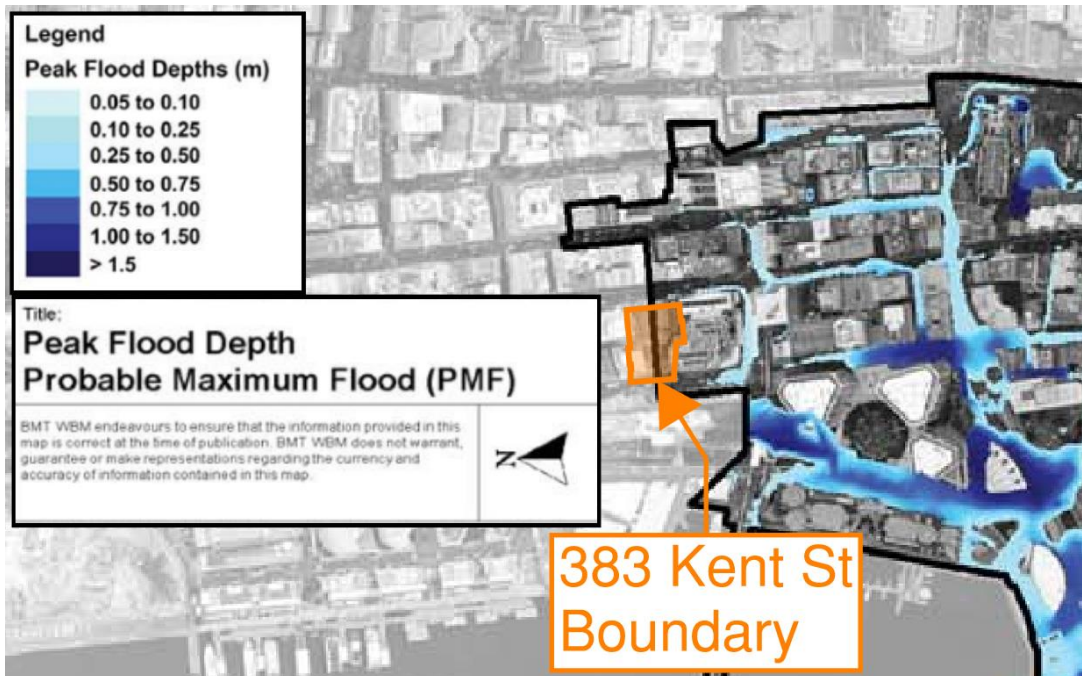 Legend
Peak Flood Depths (m)
0.05 to 0.10
0.10 to 0.25
0.25 to 0.50
0.50 to 0.75
0.75 to 1.00
1.00 to 1.50
> 1.5
Title:
Peak Flood Depth
Probable Maximum Flood (PMF)
BMT WBM endeavours to ensure that the information provided in this
map is correct at the time of publication. BMT WBM does not warrant,
guarantee or make representations regarding the currency and
accuracy of information contained in this map.
N
383 Kent St
Boundary